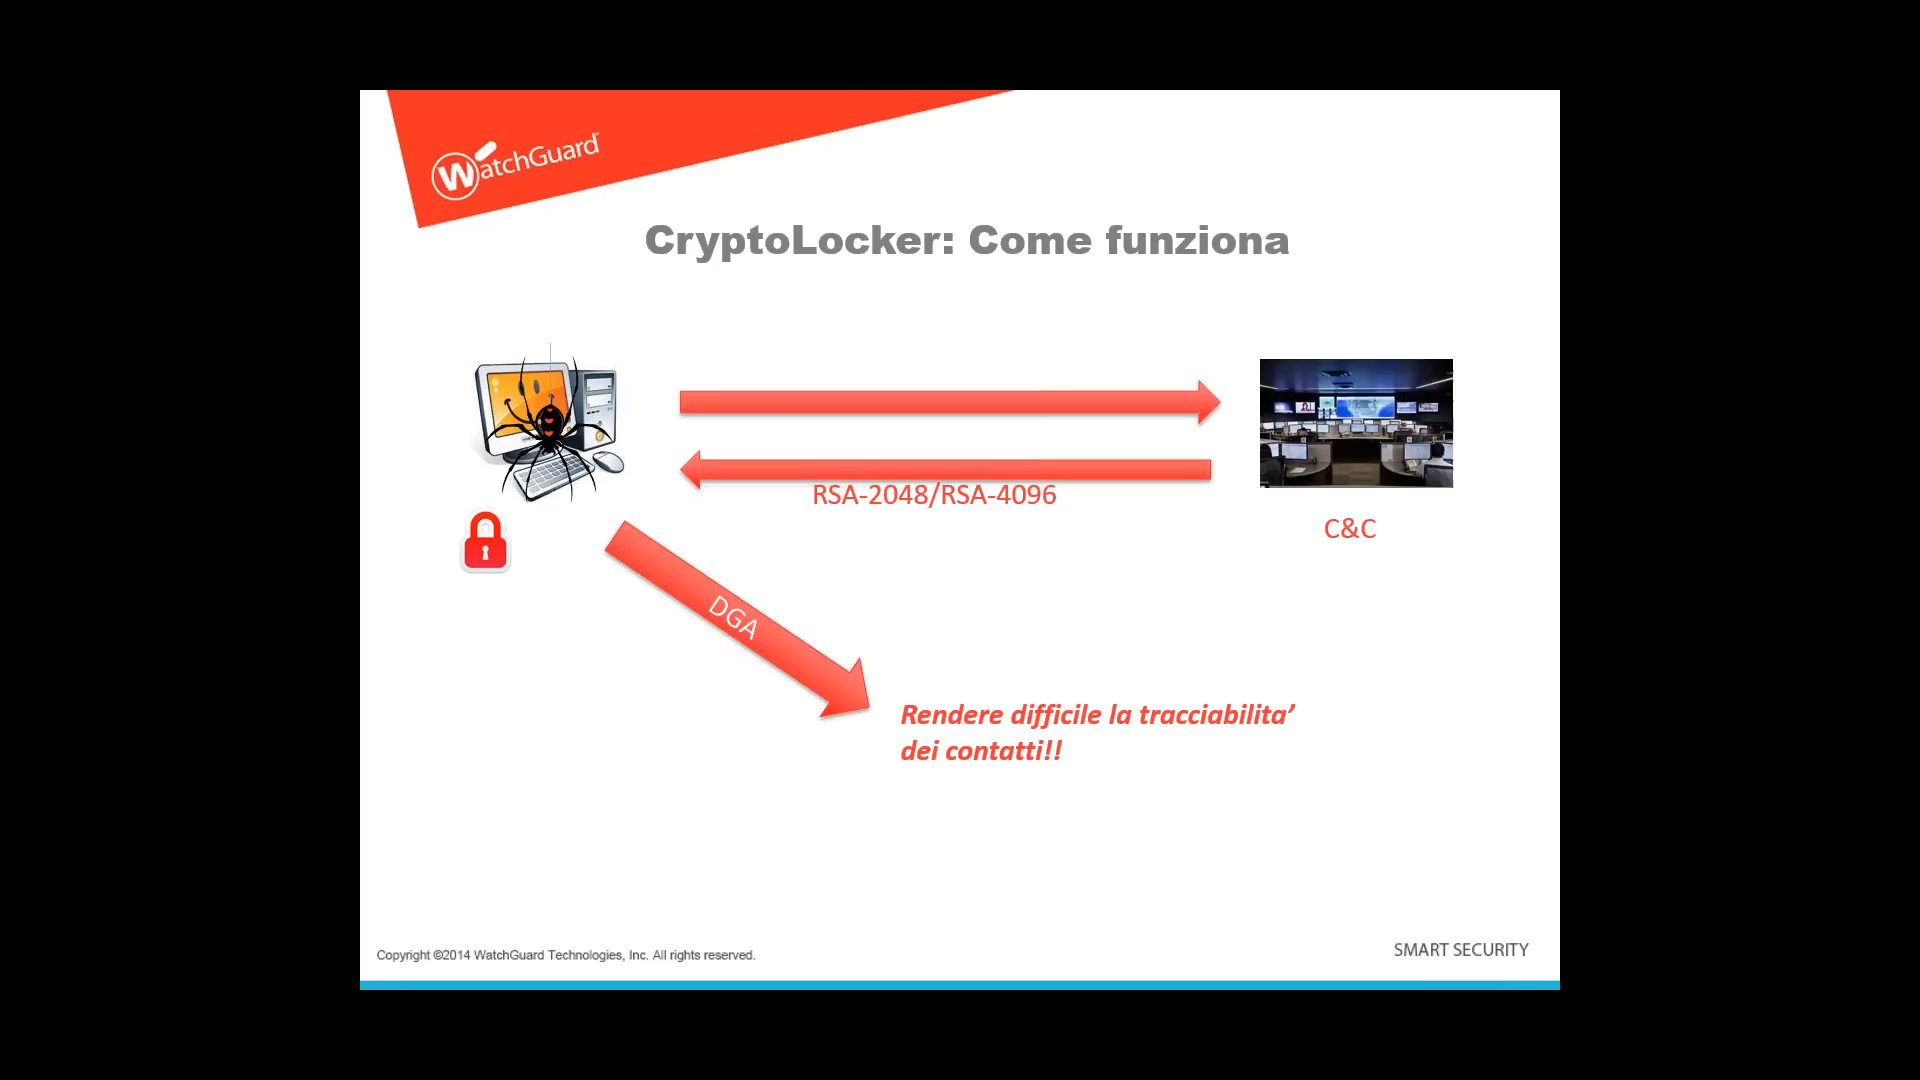 WatchGuard
CryptoLocker: Come funziona
RSA-2048/RSA-4096
C&C
DGA
Rendere difficile la tracciabilita’
dei contatti!!
Copyright ©2014 WatchGuard Technologies, Inc. All rights reserved.
SMART SECURITY